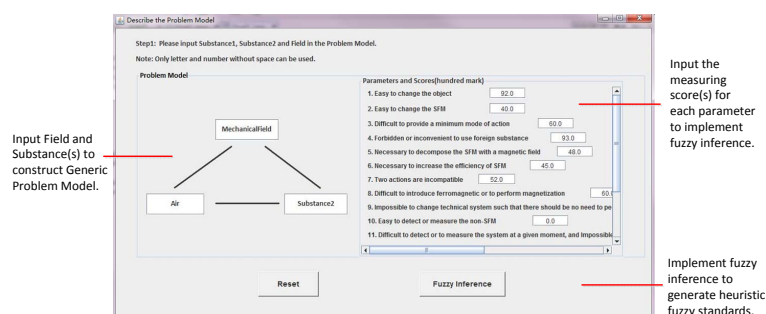 Describe the Problem Model
Step1: Please input Substance1, Substance2 and Field in the Problem Model.
Note: Only letter and number without space can be used.
Problem Model
MechanicalField
Air
Substance2
Parameters and Scores(hundred mark)
1. Easy to change the object 92.0
2. Easy to change the SFM 40.0
3. Difficult to provide a minimum mode of action 60.0
4. Forbidden or inconvenient to use foreign substance 93.0
5. Necessary to decompose the SFM with a magnetic field 48.0
6. Necessary to increase the efficiency of SFM 45.0
7. Two actions are incompatible 52.0
8. Difficult to introduce ferromagnetic or to perform magnetization 60.
9. Impossible to change technical system such that there should be no need to pe
10. Easy to detect or measure the non-SFM 0.0
11. Difficult to detect or to measure the system at a given moment, and Impossible
Reset
Fuzzy Inference
Input Field and
Substance(s) to
construct Generic
Problem Model.
Input the
measuring
score(s) for
each parameter
to implement
fuzzy inference.
Implement fuzzy
inference to
generate heuristic
fuzzy standards.